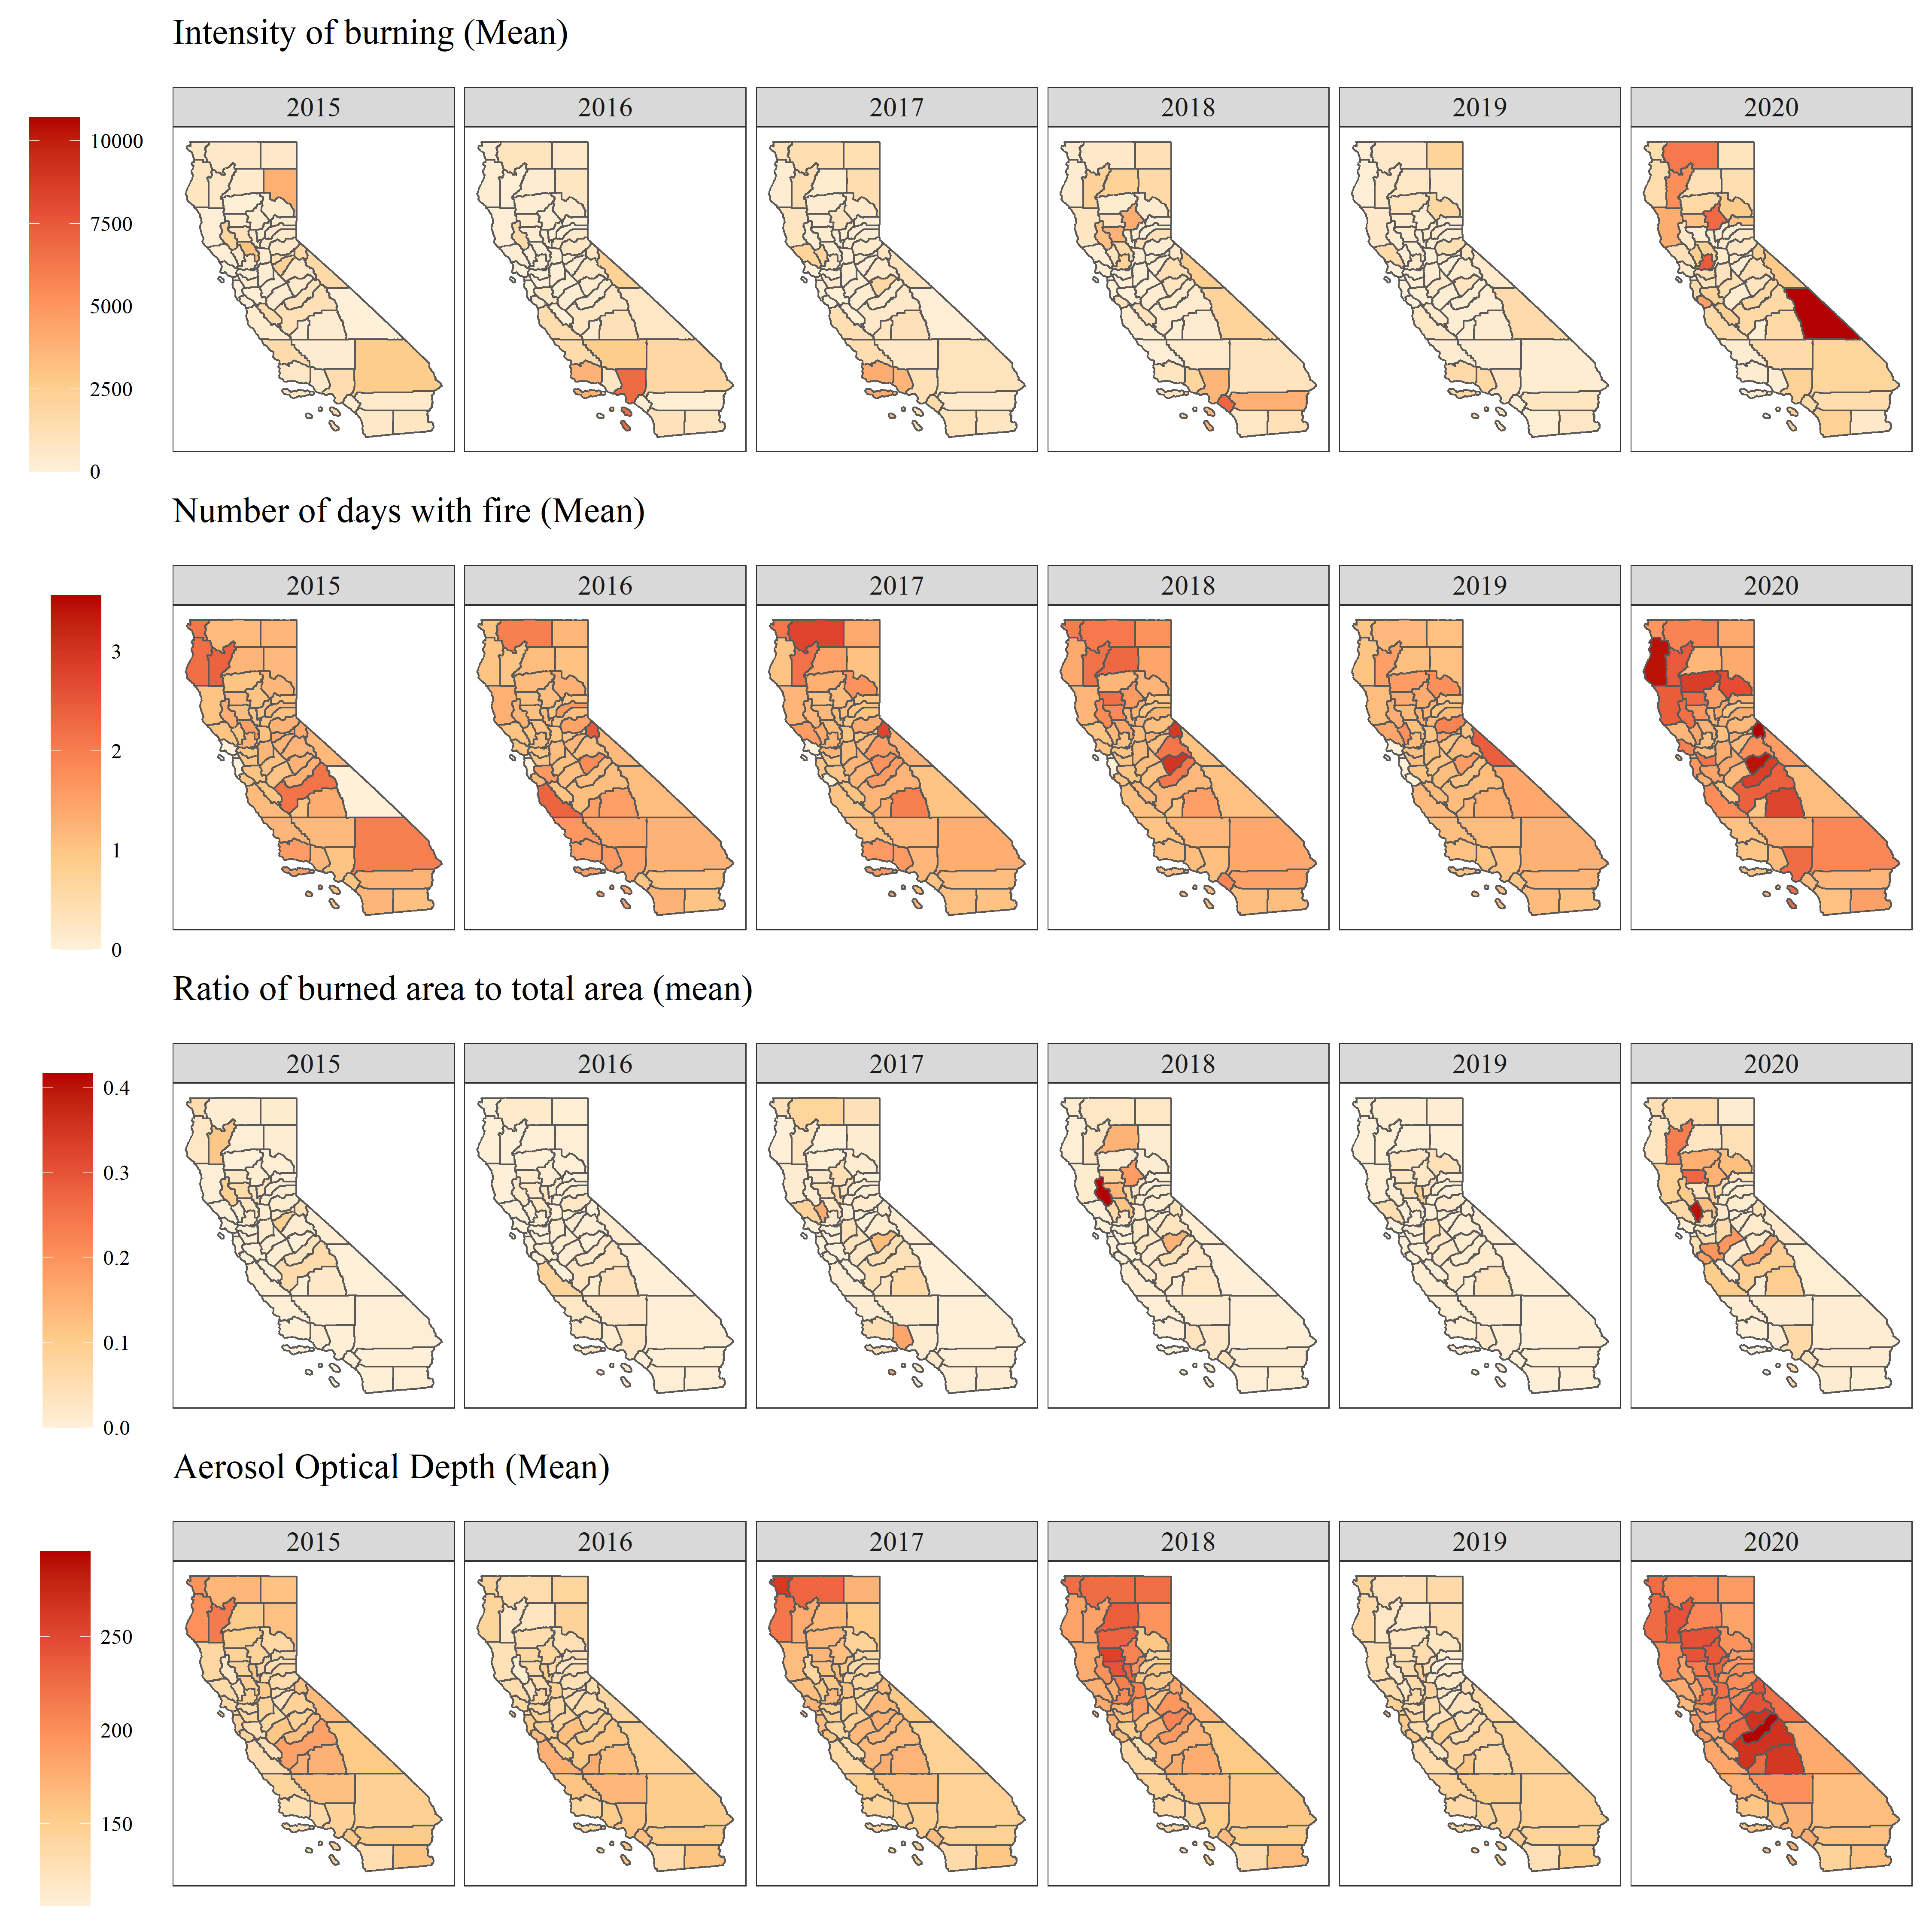 Intensity of burning (Mean)
2015 2016 2017 2018 2019 2020
10000
7500
5000
2500
0
Number of days with fire (Mean)
2015 2016 2017 2018 2019 2020
3
2
1
0
Ratio of burned area to total area (mean)
2015 2016 2017 2018 2019 2020
0.4
0.3
0.2
0.1
0.0
Aerosol Optical Depth (Mean)
2015 2016 2017 2018 2019 2020
250
200
150